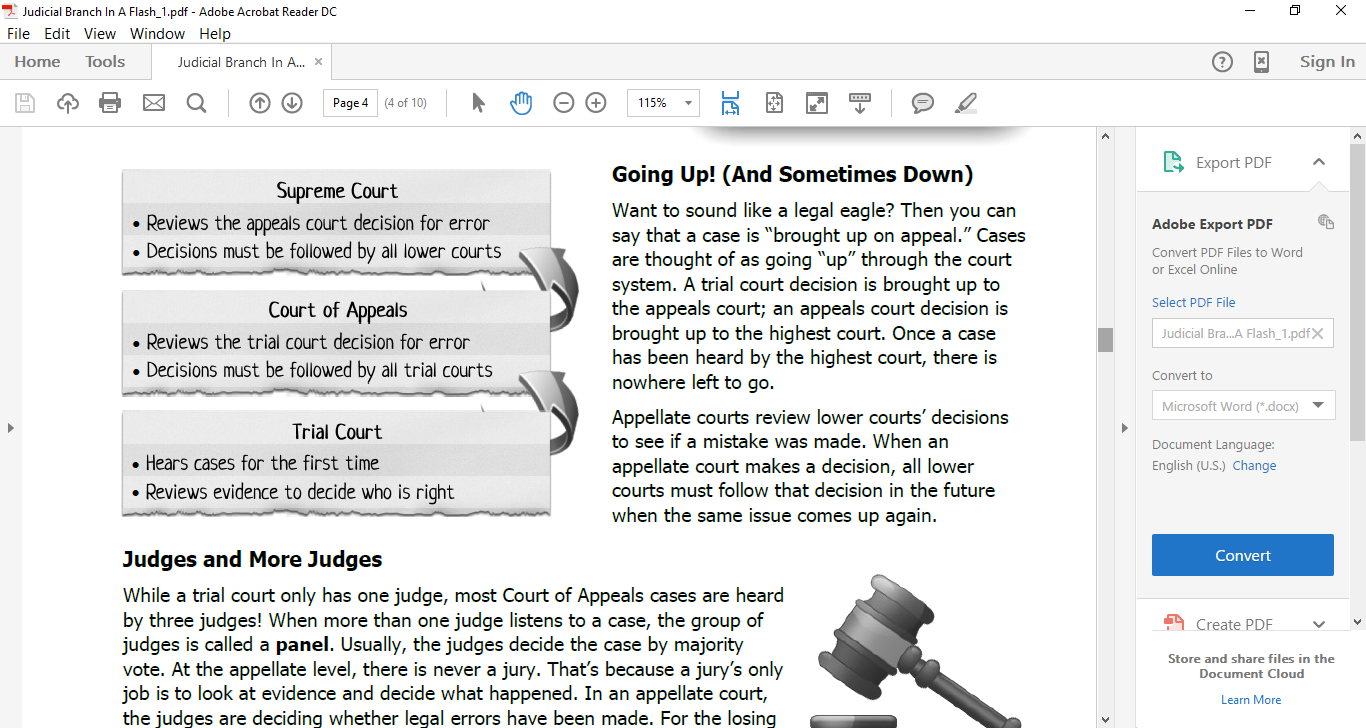 Judicial Branch In A Flash_1.pdf - Adobe Acrobat Reader DC
File Edit View Window Help
Home Tools Judicial Branch In A... × Sign In
Page 4 (4 of 10) 115%
Supreme Court
• Reviews the appeals court decision for error
• Decisions must be followed by all lower courts
Court of Appeals
• Reviews the trial court decision for error
• Decisions must be followed by all trial courts
Trial Court
• Hears cases for the first time
• Reviews evidence to decide who is right
Going Up! (And Sometimes Down)
Want to sound like a legal eagle? Then you can
say that a case is “brought up on appeal.” Cases
are thought of as going “up” through the court
system. A trial court decision is brought up to
the appeals court; an appeals court decision is
brought up to the highest court. Once a case
has been heard by the highest court, there is
nowhere left to go.
Appellate courts review lower courts’ decisions
to see if a mistake was made. When an
appellate court makes a decision, all lower
courts must follow that decision in the future
when the same issue comes up again.
Judges and More Judges
While a trial court only has one judge, most Court of Appeals cases are heard
by three judges! When more than one judge listens to a case, the group of
judges is called a panel. Usually, the judges decide the case by majority
vote. At the appellate level, there is never a jury. That’s because a jury’s only
job is to look at evidence and decide what happened. In an appellate court,
the judges are deciding whether legal errors have been made. For the losing
Export PDF
Adobe Export PDF
Convert PDF Files to Word
or Excel Online
Select PDF File
Judicial Bra...A Flash_1.pdf
Convert to
Microsoft Word (*.docx)
Document Language:
English (U.S.) Change
Convert
Create PDF
Store and share files in the
Document Cloud
Learn More